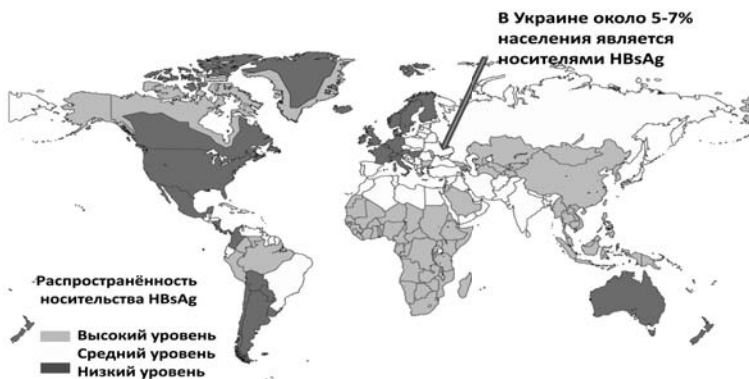 В Украине около 5-7%
населения является
носителями HBsAg
Распространённость
носительства HBsAg
Высокий уровень
Средний уровень
Низкий уровень